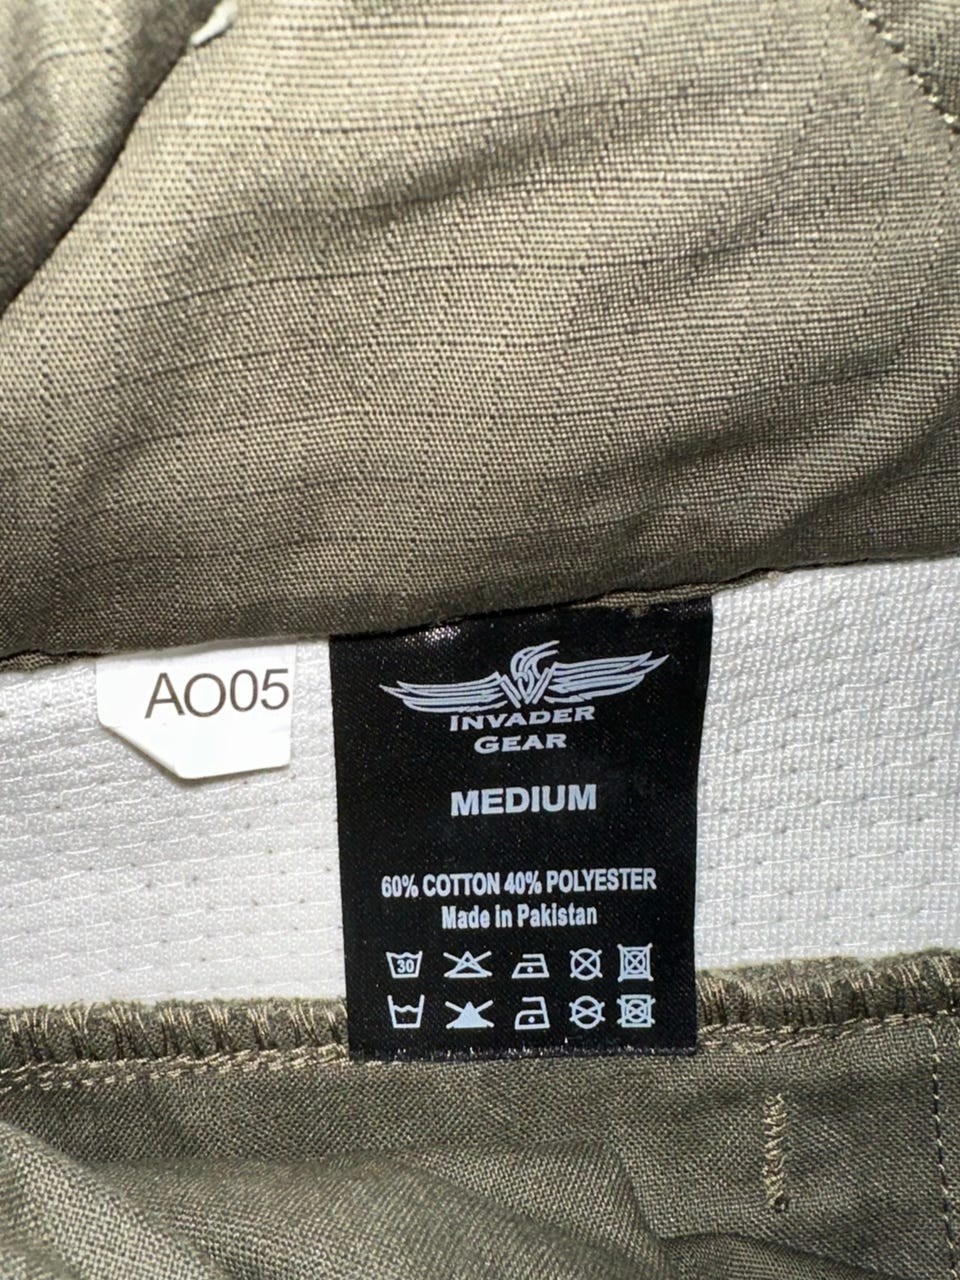 AO05
INVADER
GEAR
MEDIUM
60% COTTON 40% POLYESTER
Made in Pakistan
30